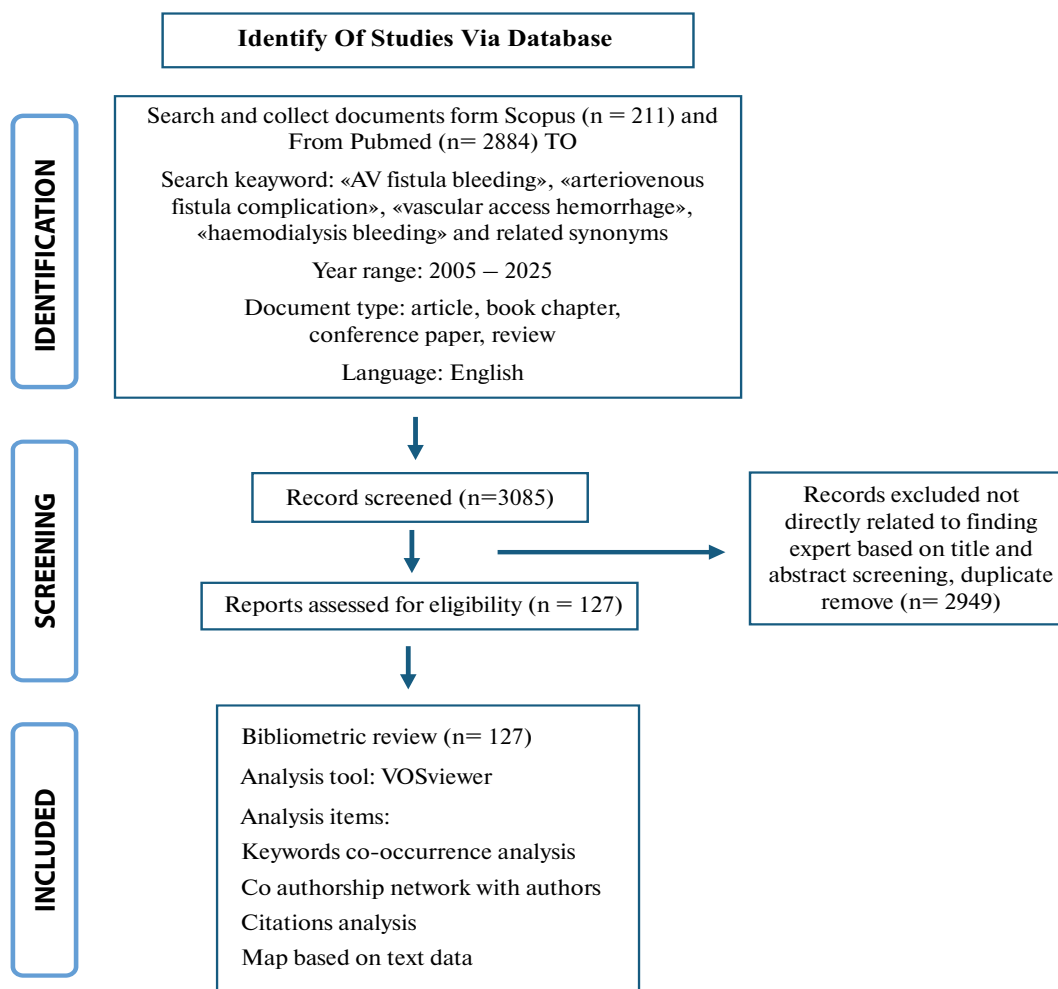 Identify Of Studies Via Database
IDENTIFICATION
Search and collect documents form Scopus (n = 211) and
From Pubmed (n= 2884) TO
Search keayword: «AV fistula bleeding», «arteriovenous
fistula complication», «vascular access hemorrhage»,
«haemodialysis bleeding» and related synonyms
Year range: 2005 – 2025
Document type: article, book chapter,
conference paper, review
Language: English
SCREENING
Record screened (n=3085)
Records excluded not
directly related to finding
expert based on title and
abstract screening, duplicate
remove (n= 2949)
Reports assessed for eligibility (n = 127)
INCLUDED
Bibliometric review (n= 127)
Analysis tool: VOSviewer
Analysis items:
Keywords co-occurrence analysis
Co authorship network with authors
Citations analysis
Map based on text data